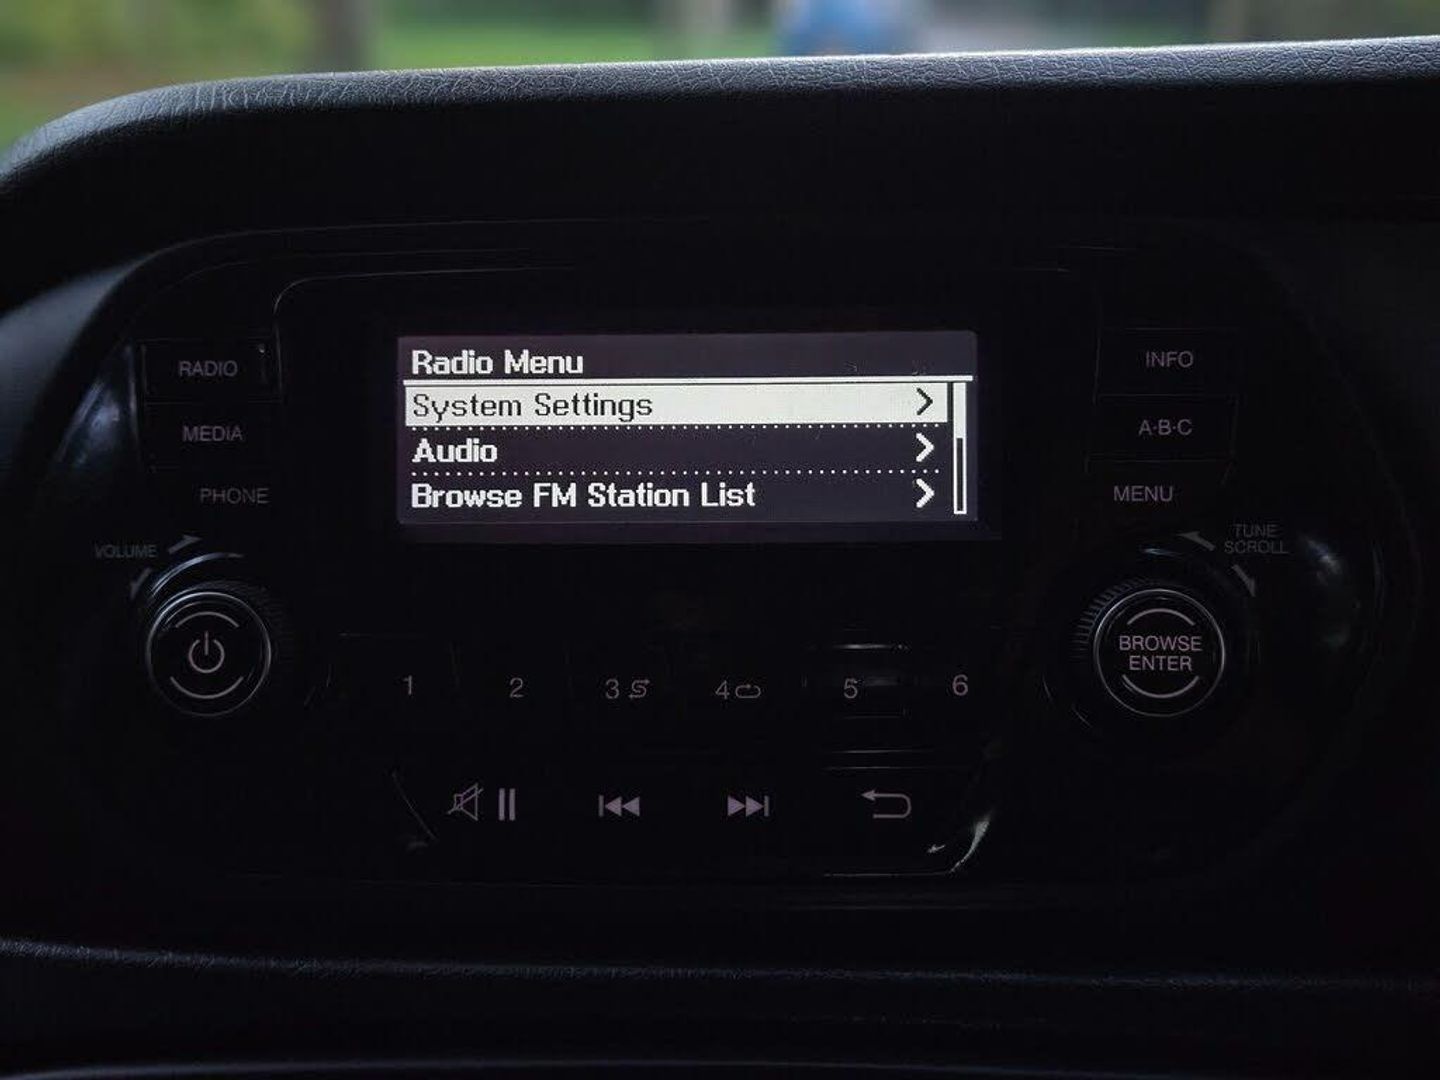 Radio Menu
System Settings
Audio
Browse FM Station List
RADIO
MEDIA
PHONE
VOLUME
INFO
A·B·C
MENU
TUNE
SCROLL
BROWSE
ENTER
1 2 3 4 5 6